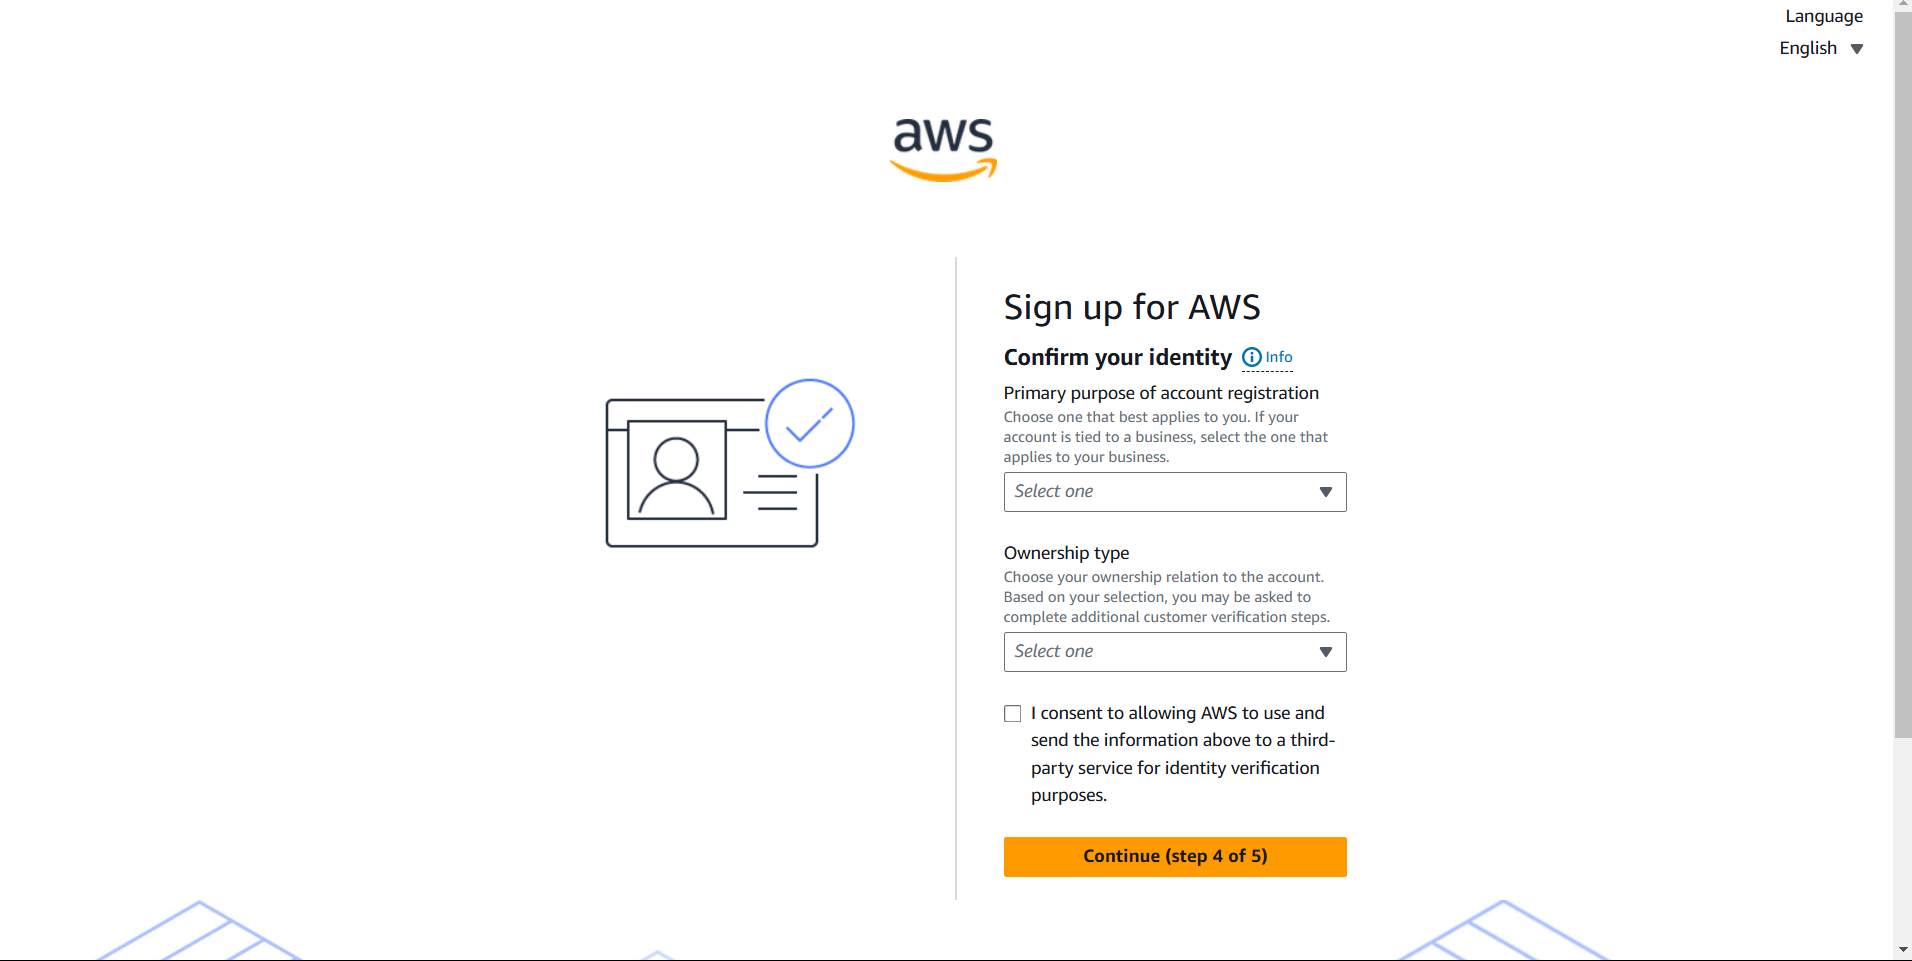 Language
English
aws
Sign up for AWS
Confirm your identity Info
Primary purpose of account registration
Choose one that best applies to you. If your
account is tied to a business, select the one that
applies to your business.
Select one
Ownership type
Choose your ownership relation to the account.
Based on your selection, you may be asked to
complete additional customer verification steps.
Select one
I consent to allowing AWS to use and
send the information above to a third-
party service for identity verification
purposes.
Continue (step 4 of 5)